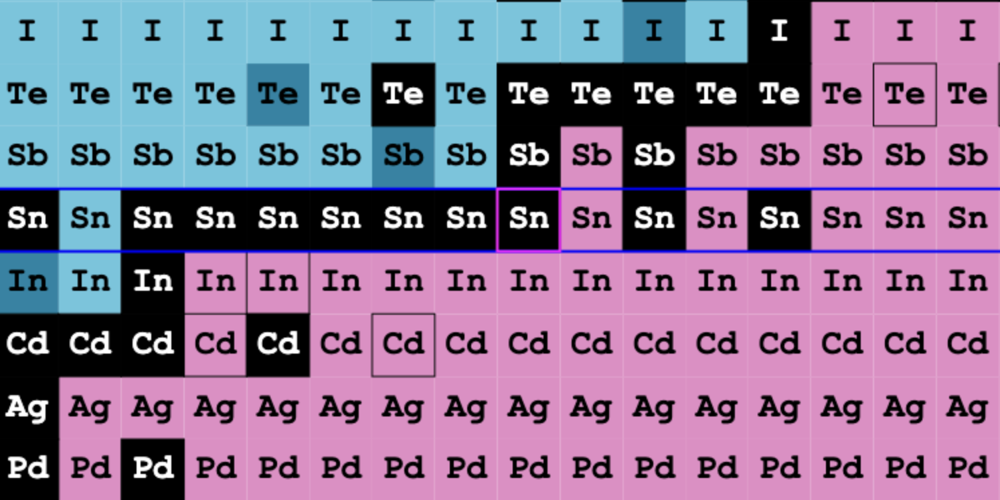 I I I I I I I I I I I I I I I I
Te Te Te Te Te Te Te Te Te Te Te Te Te Te Te Te
Sb Sb Sb Sb Sb Sb Sb Sb Sb Sb Sb Sb Sb Sb Sb Sb
Sn Sn Sn Sn Sn Sn Sn Sn Sn Sn Sn Sn Sn Sn Sn Sn
In In In In In In In In In In In In In In In In
Cd Cd Cd Cd Cd Cd Cd Cd Cd Cd Cd Cd Cd Cd Cd Cd
Ag Ag Ag Ag Ag Ag Ag Ag Ag Ag Ag Ag Ag Ag Ag Ag
Pd Pd Pd Pd Pd Pd Pd Pd Pd Pd Pd Pd Pd Pd Pd Pd